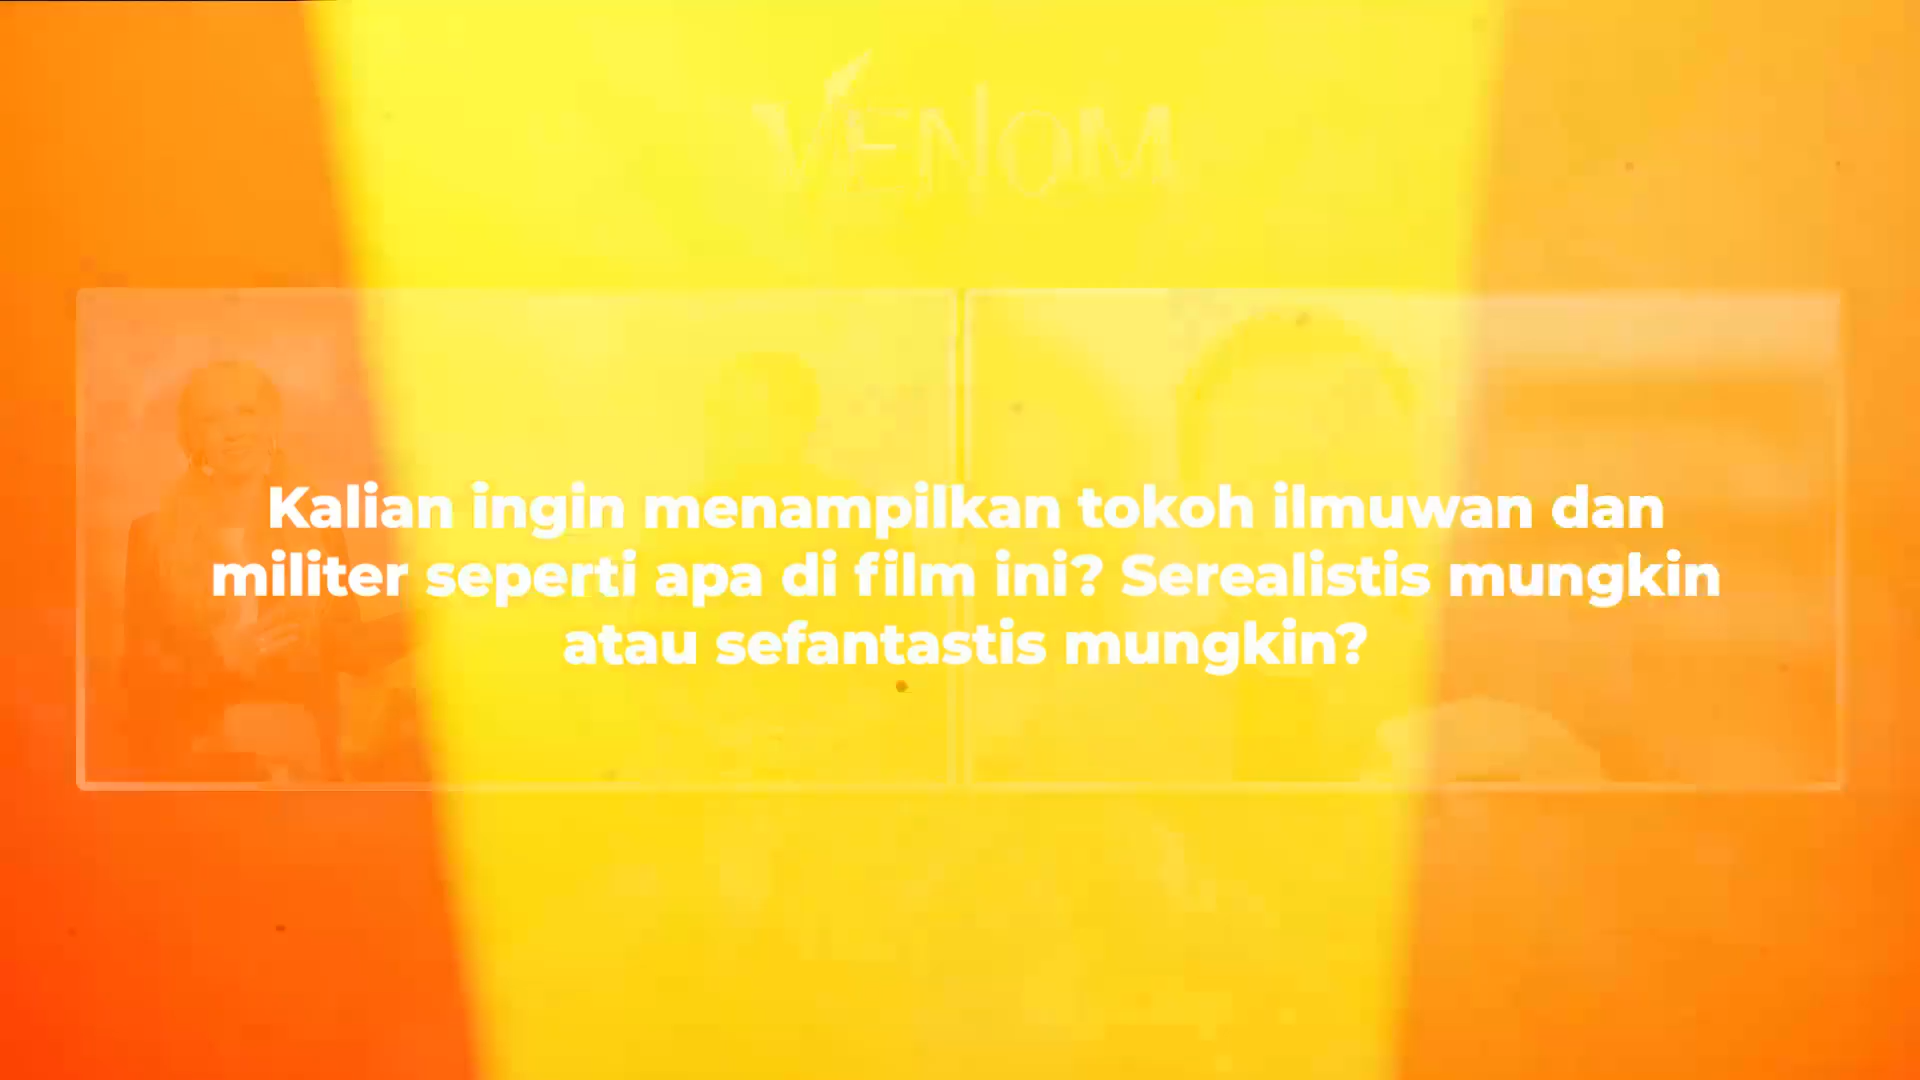 VENOM
Kalian ingin menampilkan tokoh ilmuwan dan
militer seperti apa di film ini? Serealistis mungkin
atau sefantastis mungkin?